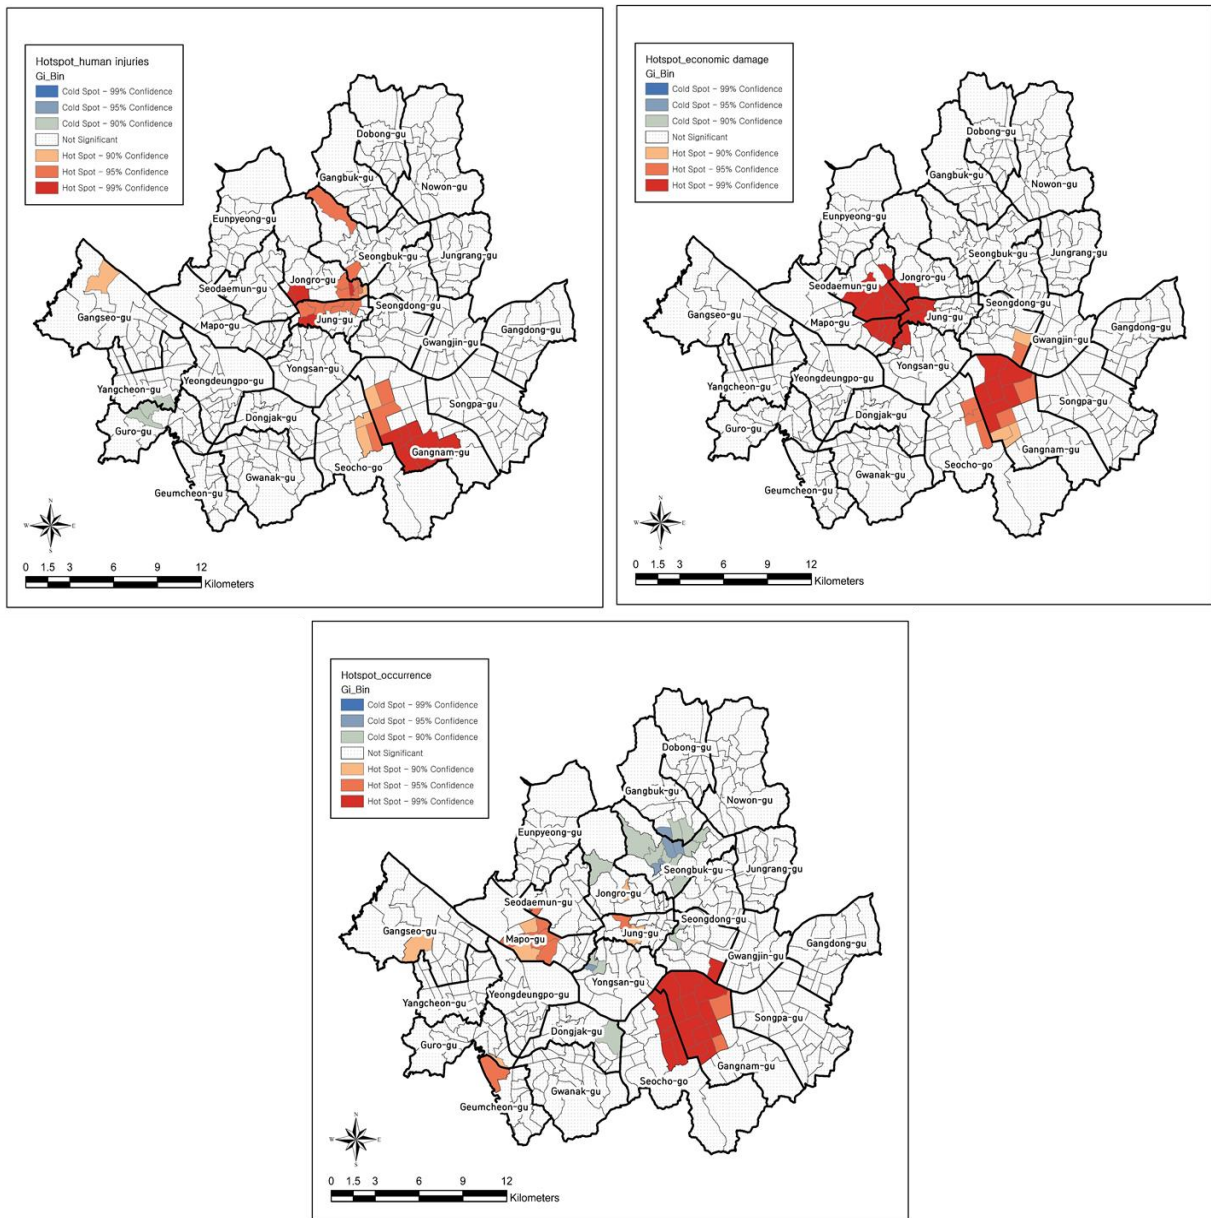 Hotspot_human injuries
Gi_Bin
Cold Spot - 99% Confidence
Cold Spot - 95% Confidence
Cold Spot - 90% Confidence
Not Significant
Hot Spot - 90% Confidence
Hot Spot - 95% Confidence
Hot Spot - 99% Confidence
Dobong-gu
Gangbuk-gu
Nowon-gu
Eunpyeong-gu
Seongbuk-gu
Jungrang-gu
Jongro-gu
Seodaemun-gu
Gangseo-gu
Mapo-gu
Jung-gu
Seongdong-gu
Gangdong-gu
Gwangjin-gu
Yongsan-gu
Yeongdeungpo-gu
Yangcheon-gu
Songpa-gu
Dongjak-gu
Guro-gu
Gangnam-gu
Seocho-go
Gwanak-gu
Geumcheon-gu
N
W E
S
0 1.5 3 6 9 12
Kilometers
Hotspot_economic damage
Gi_Bin
Cold Spot - 99% Confidence
Cold Spot - 95% Confidence
Cold Spot - 90% Confidence
Not Significant
Hot Spot - 90% Confidence
Hot Spot - 95% Confidence
Hot Spot - 99% Confidence
Dobong-gu
Gangbuk-gu
Nowon-gu
Eunpyeong-gu
Seongbuk-gu
Jungrang-gu
Jongro-gu
Seodaemun-gu
Seongdong-gu
Gangseo-gu
Mapo-gu
Jung-gu
Gangdong-gu
Gwangjin-gu
Yongsan-gu
Yeongdeungpo-gu
Yangcheon-gu
Songpa-gu
Dongjak-gu
Guro-gu
Gangnam-gu
Seocho-go
Gwanak-gu
Geumcheon-gu
N
W E
S
0 1.5 3 6 9 12
Kilometers
Hotspot_occurrence
Gi_Bin
Cold Spot - 99% Confidence
Cold Spot - 95% Confidence
Cold Spot - 90% Confidence
Not Significant
Hot Spot - 90% Confidence
Hot Spot - 95% Confidence
Hot Spot - 99% Confidence
Dobong-gu
Gangbuk-gu
Nowon-gu
Eunpyeong-gu
Seongbuk-gu
Jungrang-gu
Jongro-gu
Seodaemun-gu
Seongdong-gu
Gangseo-gu
Mapo-gu
Jung-gu
Gangdong-gu
Gwangjin-gu
Yongsan-gu
Yeongdeungpo-gu
Yangcheon-gu
Songpa-gu
Dongjak-gu
Guro-gu
Gangnam-gu
Seocho-go
Gwanak-gu
Geumcheon-gu
N
W E
S
0 1.5 3 6 9 12
Kilometers